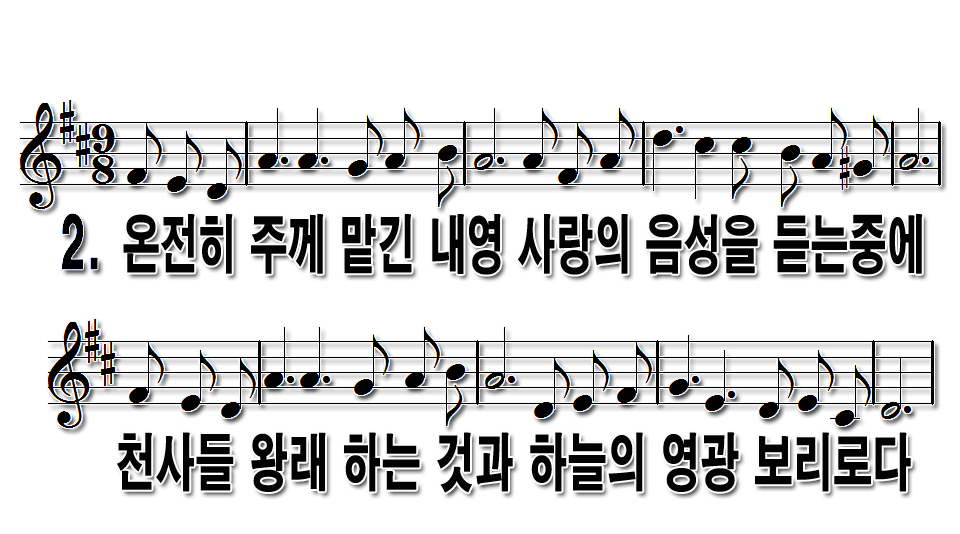 9
8
2. 온전히 주께 맡긴 내영 사랑의 음성을 듣는중에
천사들 왕래 하는 것과 하늘의 영광 보리로다